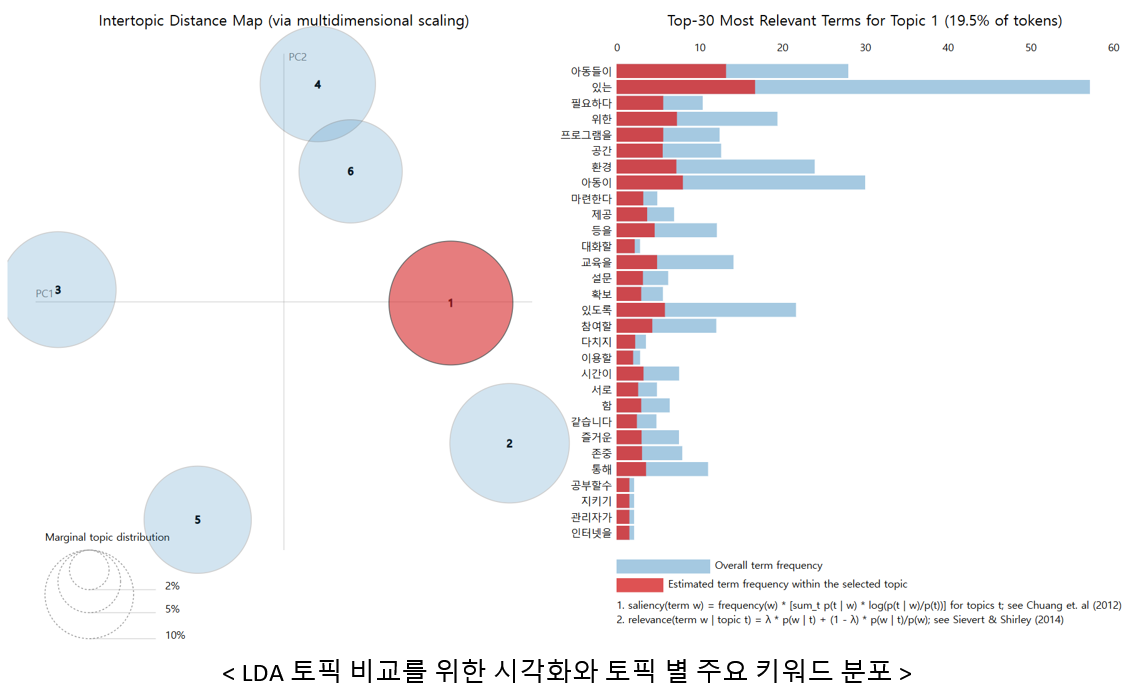 Intertopic Distance Map (via multidimensional scaling)
PC2
4
6
PC1
3
1
2
5
Marginal topic distribution
2%
5%
10%
Top-30 Most Relevant Terms for Topic 1 (19.5% of tokens)
0 10 20 30 40 50 60
아동들이
있는
필요하다
위한
프로그램을
공간
환경
아동이
마련한다
제공
등을
대화할
교육을
설문
확보
있도록
참여할
다치지
이용할
시간이
서로
함
같습니다
즐거운
존중
통해
공부할수
지키기
관리자가
인터넷을
Overall term frequency
Estimated term frequency within the selected topic
1. saliency(term w) = frequency(w) * [sum_t p(t | w) * log(p(t | w)/p(t))] for topics t; see Chuang et. al (2012)
2. relevance(term w | topic t) = λ * p(w | t) + (1 - λ) * p(w | t)/p(w); see Sievert & Shirley (2014)
< LDA 토픽 비교를 위한 시각화와 토픽 별 주요 키워드 분포 >